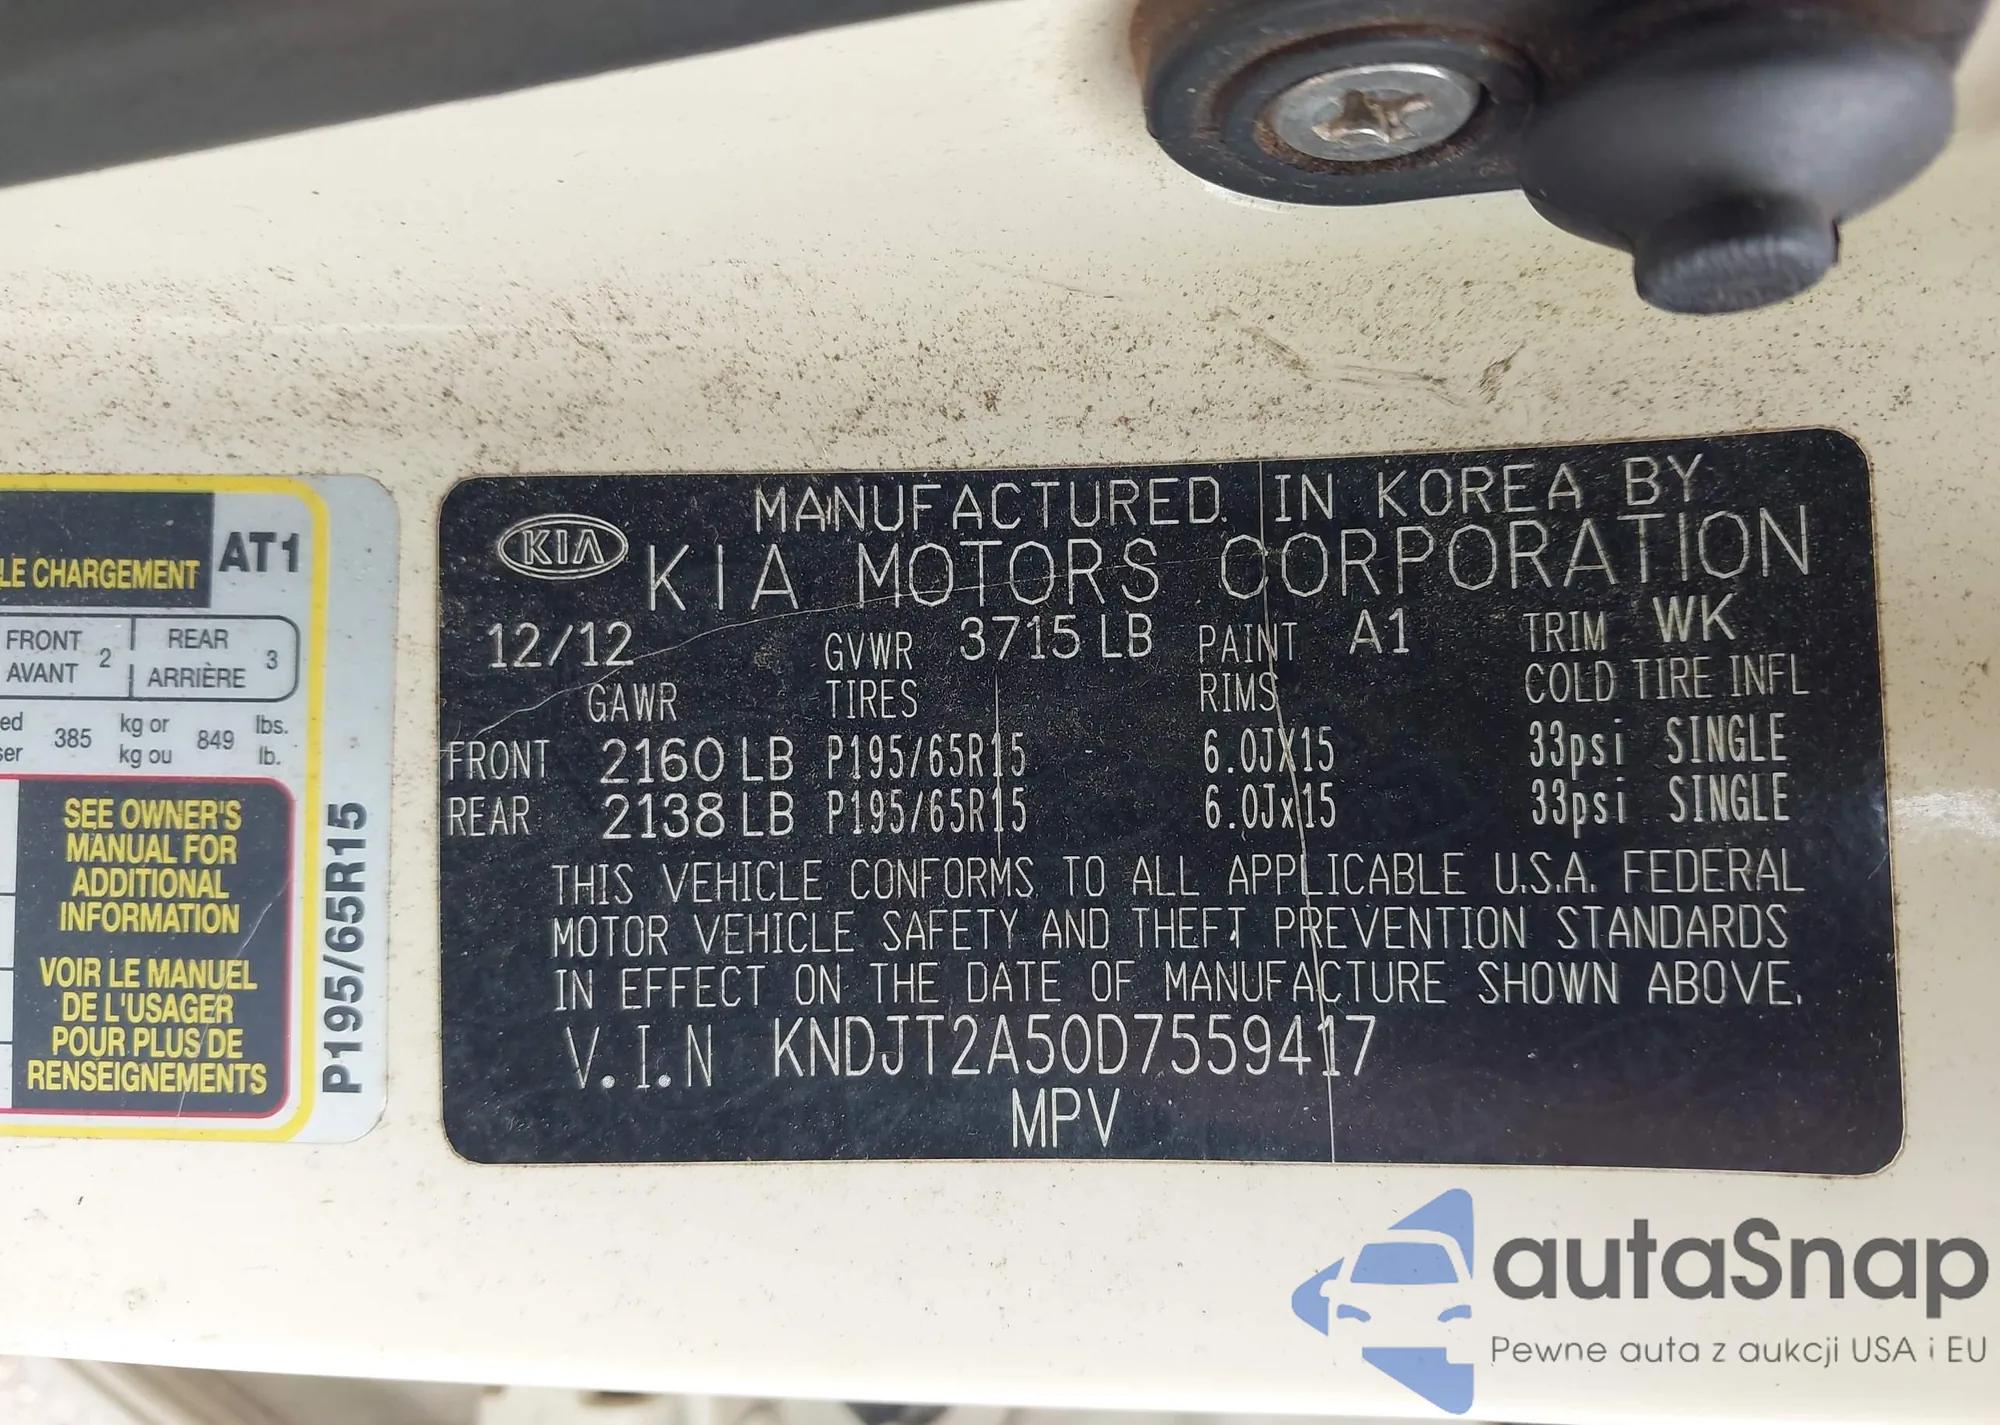 LE CHARGEMENT
AT1
FRONT
AVANT
2
REAR
ARRIÈRE
3
385
kg or
kg ou
849
lbs.
lb.
SEE OWNER'S
MANUAL FOR
ADDITIONAL
INFORMATION
VOIR LE MANUEL
DE L'USAGER
POUR PLUS DE
RENSEIGNEMENTS
P195/65R15
MANUFACTURED IN KOREA BY
KIA
KIA MOTORS CORPORATION
12/12 GVWR 3715 LB PAINT A1 TRIM WK
GAWR TIRES RIMS COLD TIRE INFL
FRONT 2160 LB P195/65R15 6.0JX15 33psi SINGLE
REAR 2138 LB P195/65R15 6.0Jx15 33psi SINGLE
THIS VEHICLE CONFORMS TO ALL APPLICABLE U.S.A. FEDERAL
MOTOR VEHICLE SAFETY AND THEFT PREVENTION STANDARDS
IN EFFECT ON THE DATE OF MANUFACTURE SHOWN ABOVE.
V.I.N KNDJT2A50D7559417
MPV
autaSnap
Pewne auta z aukcji USA i EU